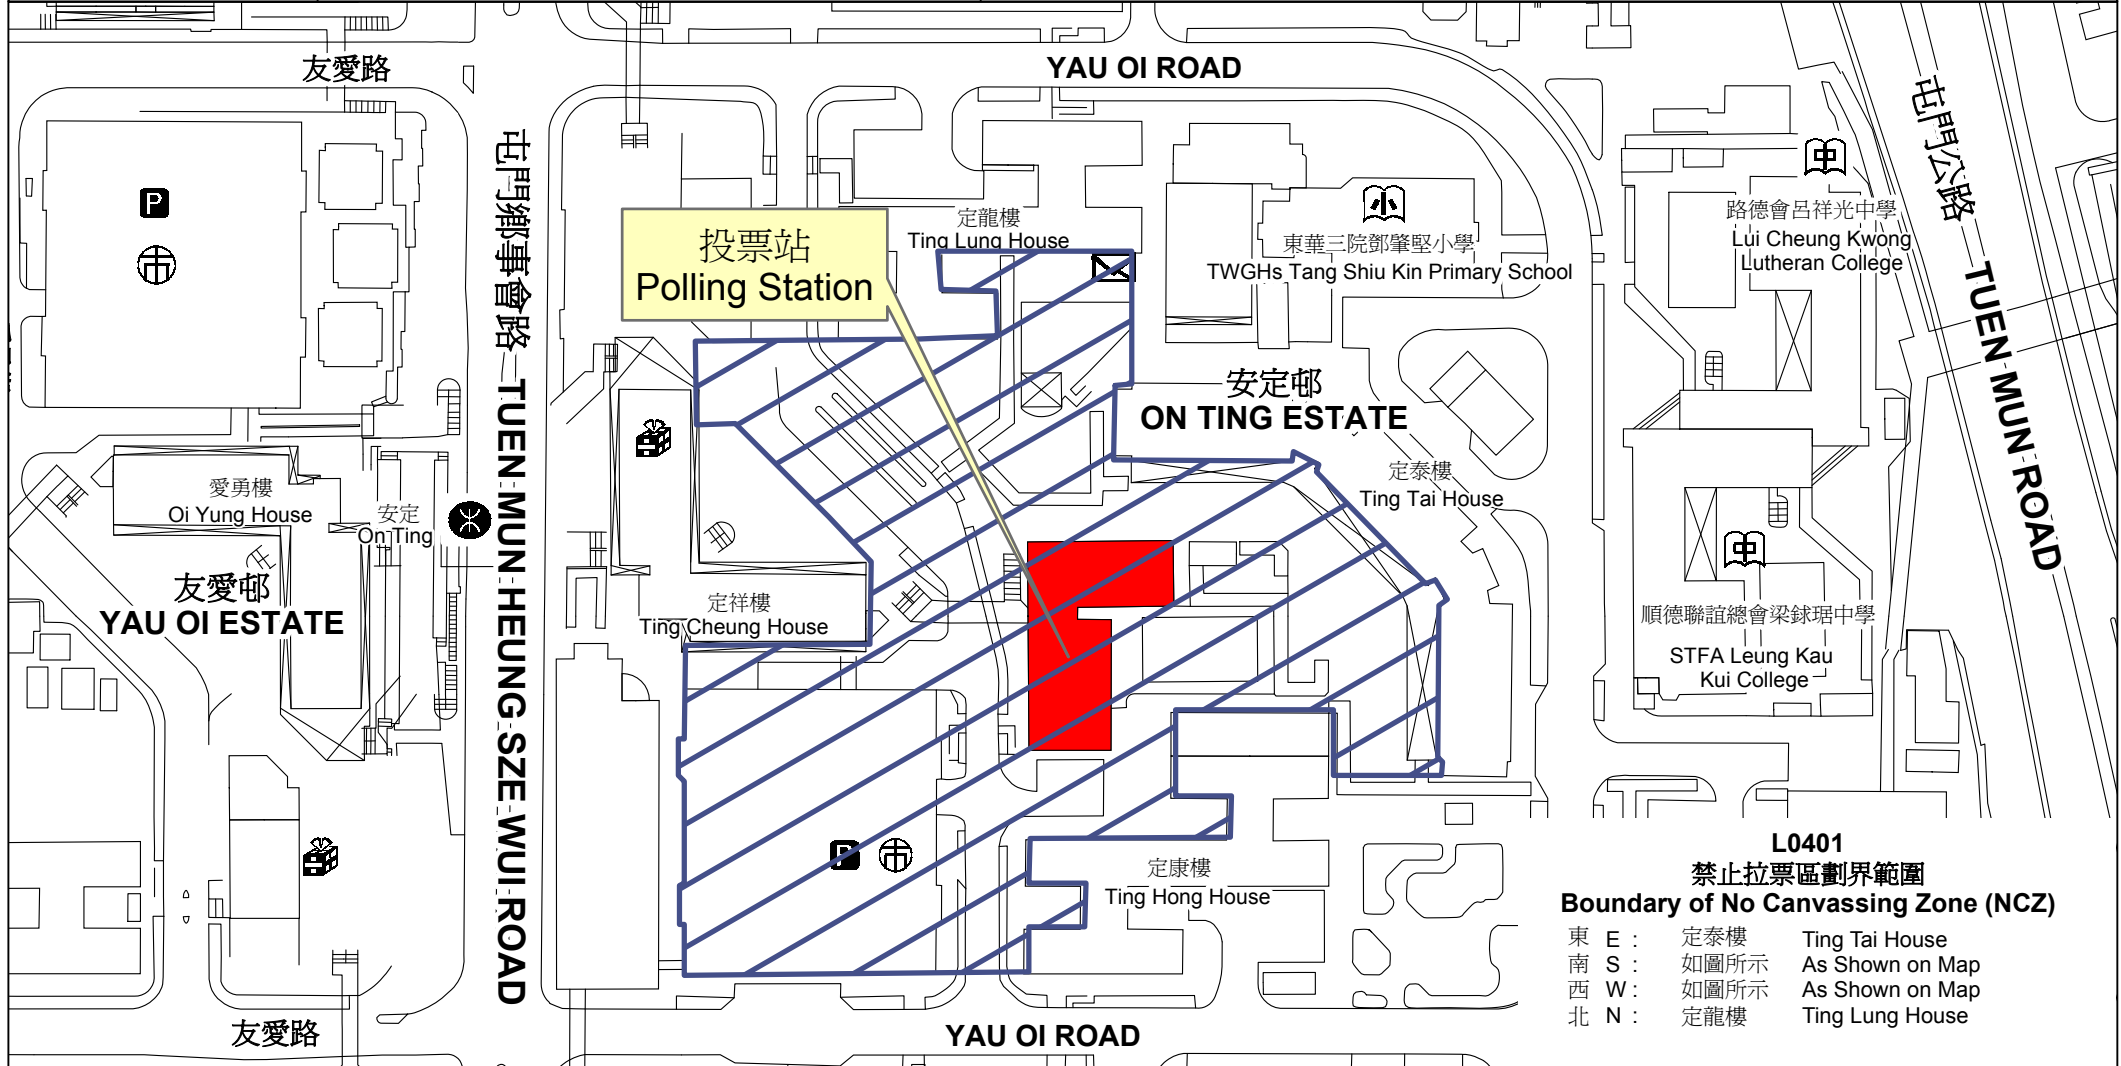 友愛路
YAU OI ROAD
屯門公路 TUEN MUN ROAD
屯門鄉事會路 TUEN MUN HEUNG SZE WUI ROAD
P
市
投票站
Polling Station
定龍樓
Ting Lung House
小
東華三院鄧肇堅小學
TWGHs Tang Shiu Kin Primary School
中
路德會呂祥光中學
Lui Cheung Kwong
Lutheran College
安定邨
ON TING ESTATE
定泰樓
Ting Tai House
愛勇樓
Oi Yung House
安定
On Ting
友愛邨
YAU OI ESTATE
定祥樓
Ting Cheung House
中
順德聯誼總會梁銶琚中學
STFA Leung Kau
Kui College
P
市
定康樓
Ting Hong House
友愛路
YAU OI ROAD
L0401
禁止拉票區劃界範圍
Boundary of No Canvassing Zone (NCZ)
東 E : 定泰樓 Ting Tai House
南 S : 如圖所示 As Shown on Map
西 W : 如圖所示 As Shown on Map
北 N : 定龍樓 Ting Lung House